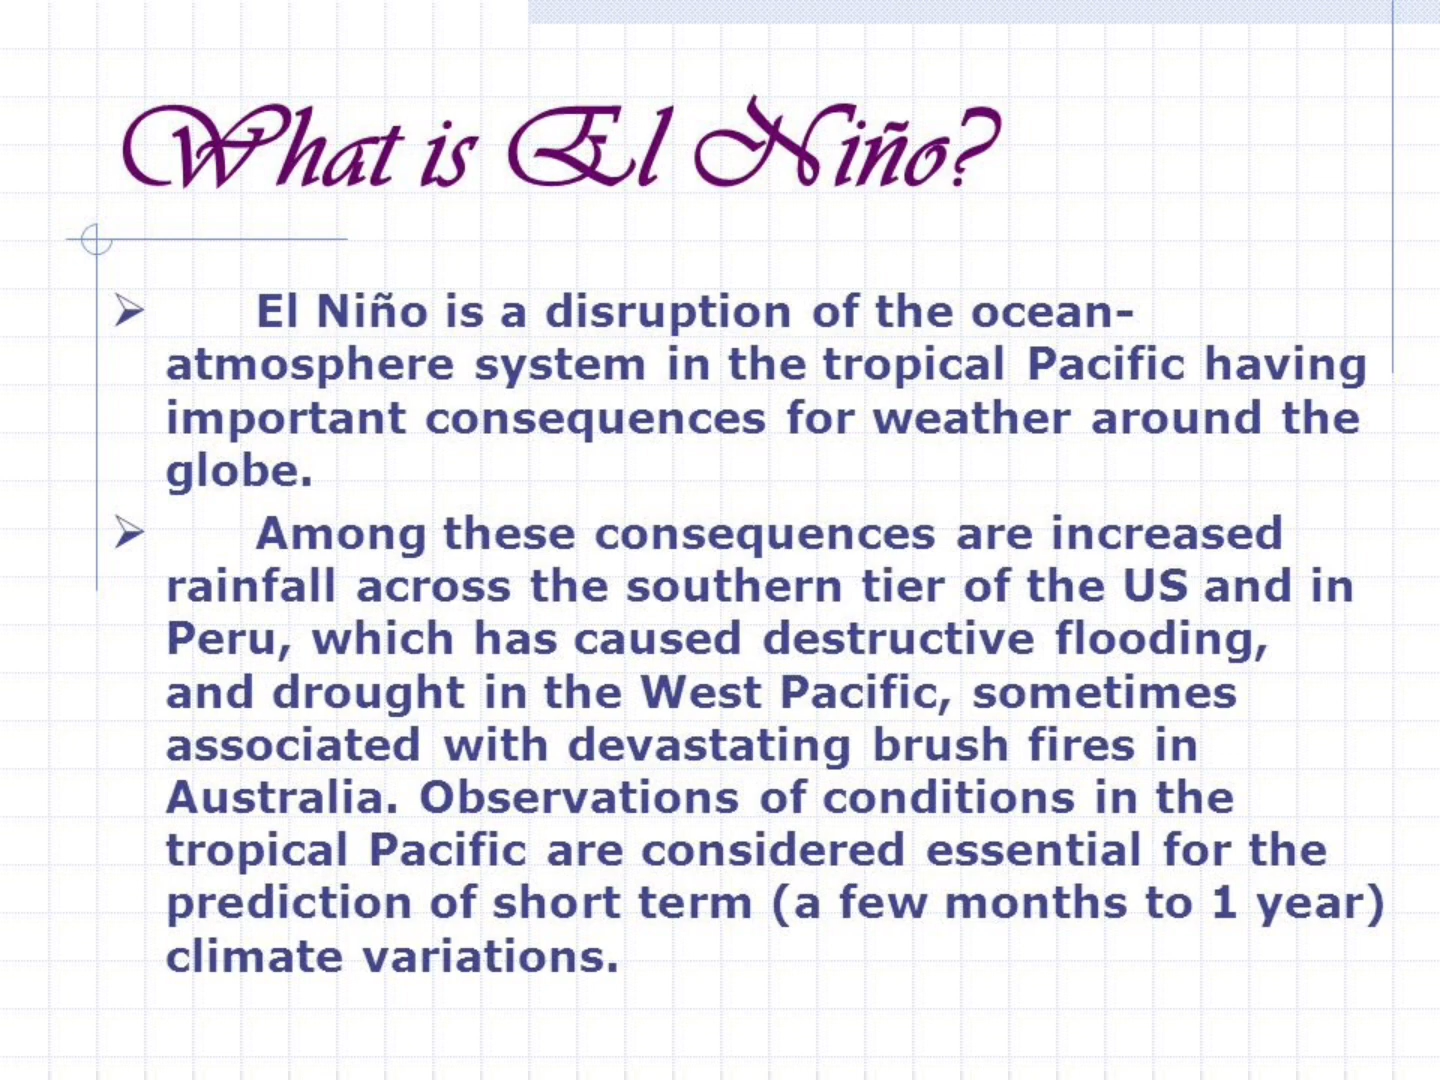 What is El Niño?
El Niño is a disruption of the ocean-
atmosphere system in the tropical Pacific having
important consequences for weather around the
globe.
Among these consequences are increased
rainfall across the southern tier of the US and in
Peru, which has caused destructive flooding,
and drought in the West Pacific, sometimes
associated with devastating brush fires in
Australia. Observations of conditions in the
tropical Pacific are considered essential for the
prediction of short term (a few months to 1 year)
climate variations.